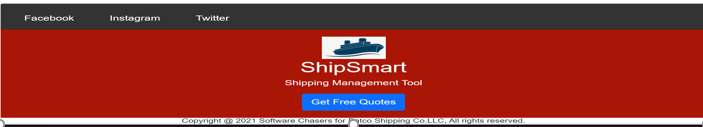 Facebook Instagram Twitter
ShipSmart
Shipping Management Tool
Get Free Quotes
Copyright @ 2021 Software Chasers for Patco Shipping Co.LLC, All rights reserved.